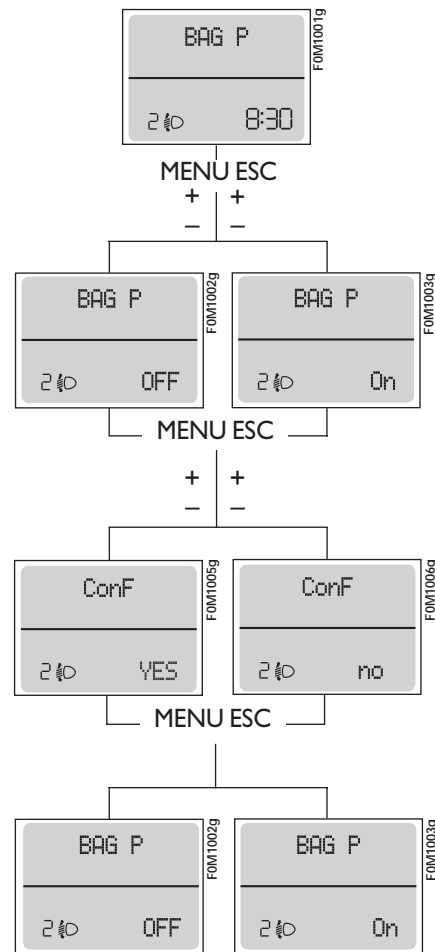 BAG P
F0M1001g
2 8:30
MENU ESC
+ +
– –
BAG P
F0M1002g
2 OFF
BAG P
F0M1003g
2 On
MENU ESC
+ +
– –
ConF
F0M1005g
2 YES
ConF
F0M1006g
2 no
MENU ESC
BAG P
F0M1002g
2 OFF
BAG P
F0M1003g
2 On